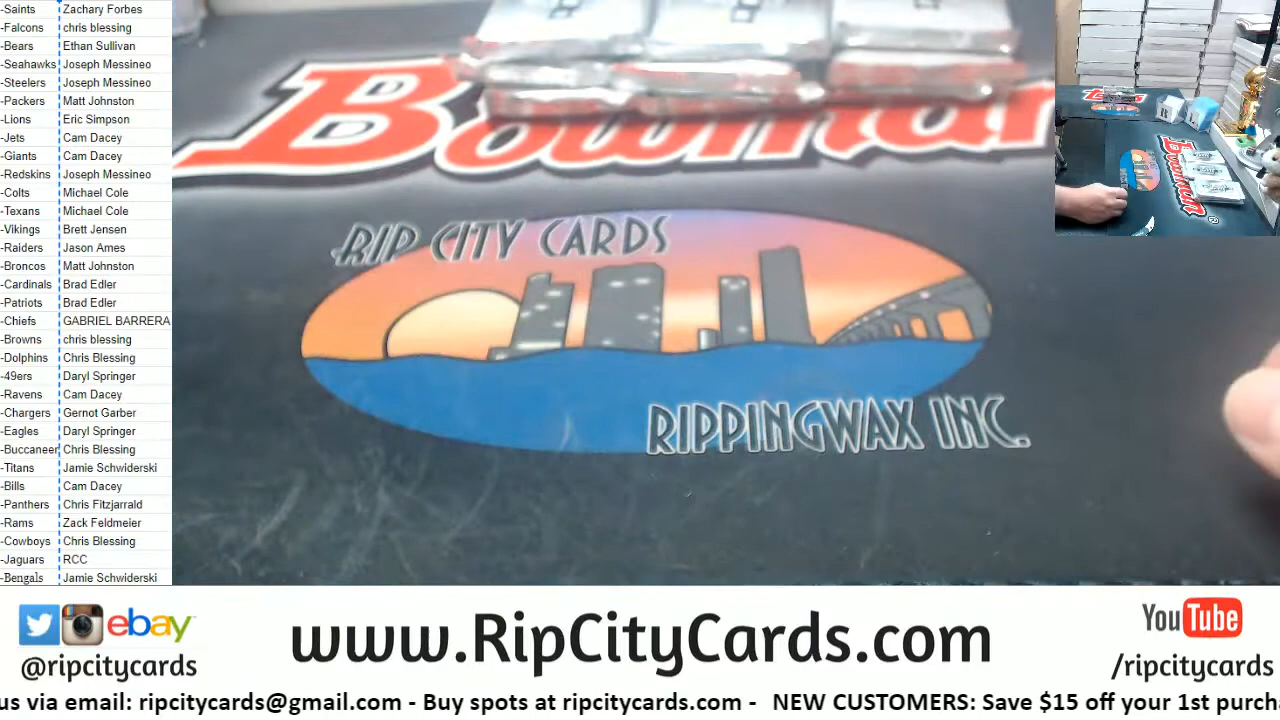 -Saints Zachary Forbes
-Falcons chris blessing
-Bears Ethan Sullivan
-Seahawks Joseph Messineo
-Steelers Joseph Messineo
-Packers Matt Johnston
-Lions Eric Simpson
-Jets Cam Dacey
-Giants Cam Dacey
-Redskins Joseph Messineo
-Colts Michael Cole
-Texans Michael Cole
-Vikings Brett Jensen
-Raiders Jason Ames
-Broncos Matt Johnston
-Cardinals Brad Edler
-Patriots Brad Edler
-Chiefs GABRIEL BARRERA
-Browns chris blessing
-Dolphins Chris Blessing
-49ers Daryl Springer
-Ravens Cam Dacey
-Chargers Gernot Garber
-Eagles Daryl Springer
-Buccaneer Chris Blessing
-Titans Jamie Schwiderski
-Bills Cam Dacey
-Panthers Chris Fitzjarrald
-Rams Zack Feldmeier
-Cowboys Chris Blessing
-Jaguars RCC
-Bengals Jamie Schwiderski
Bowman
RIP CITY CARDS
RIPPINGWAX INC.
Bowman
ebay
@ripcitycards
www.RipCityCards.com
YouTube
/ripcitycards
us via email: ripcitycards@gmail.com - Buy spots at ripcitycards.com - NEW CUSTOMERS: Save $15 off your 1st purcha